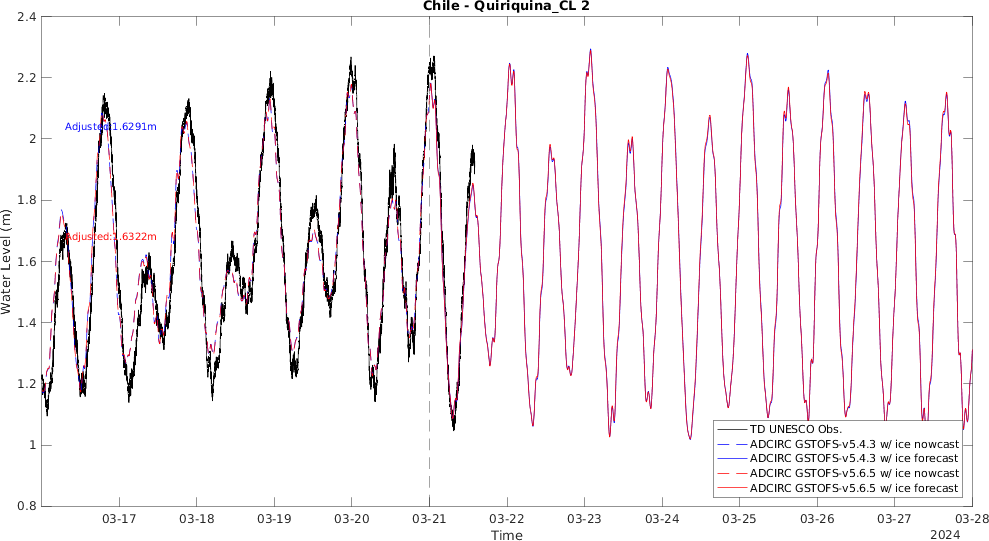 Chile - Quiriquina_CL 2
2.4
2.2
2
1.8
1.6
1.4
1.2
1
0.8
Water Level (m)
Adjusted:1.6291m
Adjusted:1.6322m
TD UNESCO Obs.
ADCIRC GSTOFS-v5.4.3 w/ ice nowcast
ADCIRC GSTOFS-v5.4.3 w/ ice forecast
ADCIRC GSTOFS-v5.6.5 w/ ice nowcast
ADCIRC GSTOFS-v5.6.5 w/ ice forecast
03-17 03-18 03-19 03-20 03-21 03-22 03-23 03-24 03-25 03-26 03-27 03-28
Time
2024